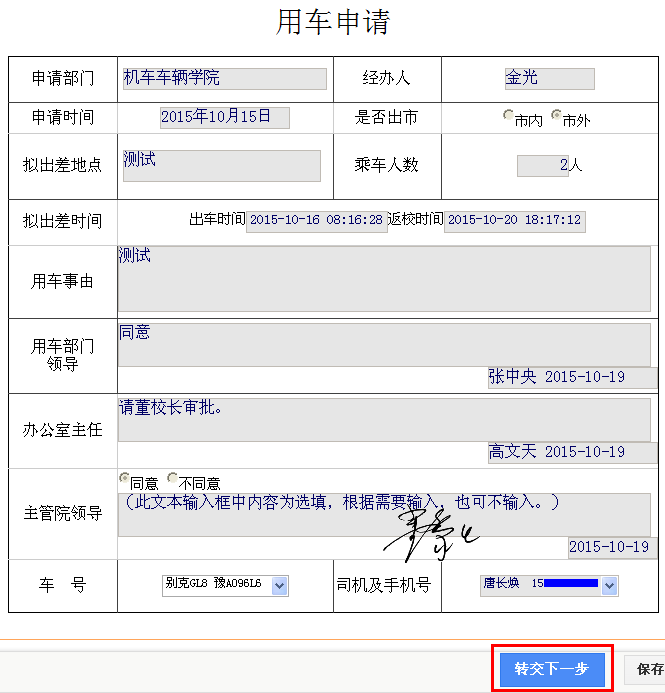 用车申请
申请部门 机车车辆学院 经办人 金光
申请时间 2015年10月15日 是否出市 市内 市外
拟出差地点 测试 乘车人数 2人
拟出差时间 出车时间 2015-10-16 08:16:28 返校时间 2015-10-20 18:17:12
用车事由 测试
用车部门
领导
同意
张中央 2015-10-19
办公室主任
请董校长审批。
高文天 2015-10-19
主管院领导
同意 不同意
（此文本输入框中内容为选填，根据需要输入，也可不输入。）
2015-10-19
车 号 别克GL8 豫A096L6 司机及手机号 唐长焕 15
转交下一步 保存